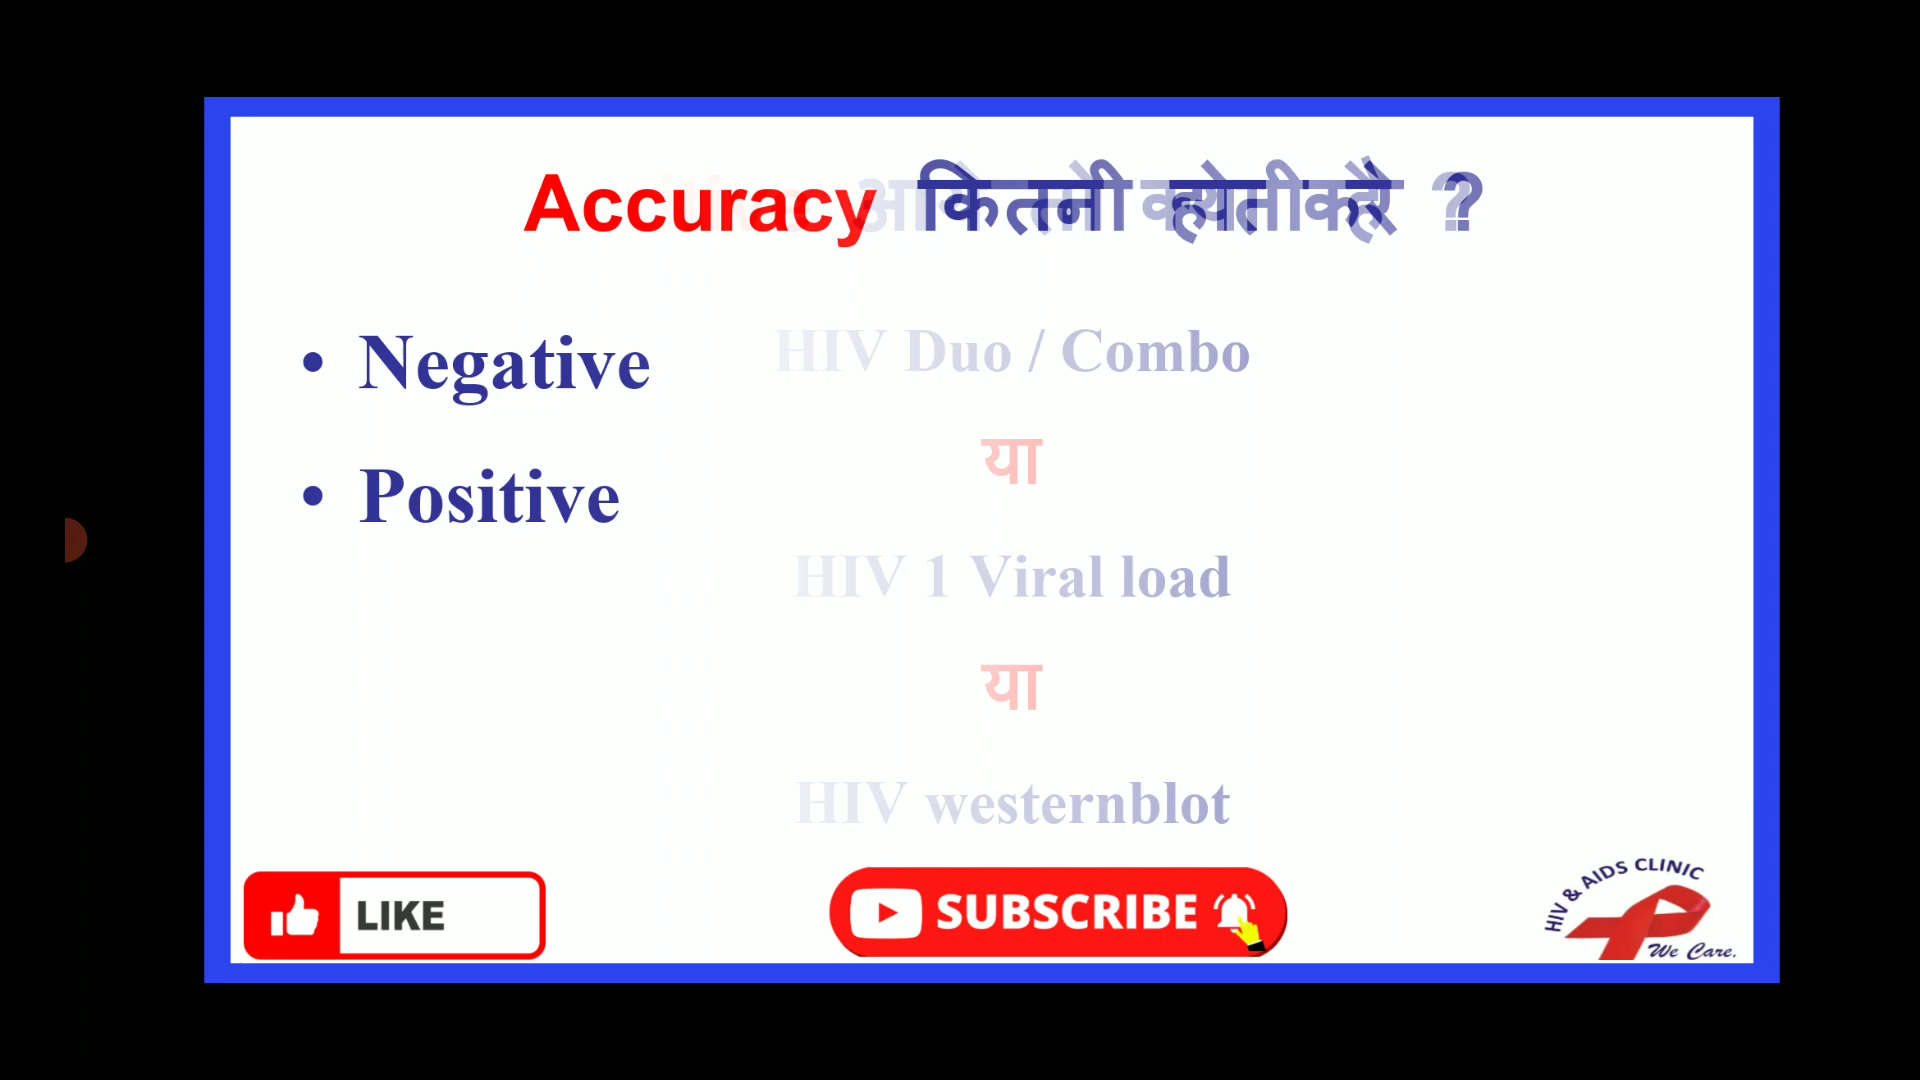 Accuracy कितनी होती है ?
• Negative
• Positive
HIV Duo / Combo
या
HIV 1 Viral load
या
HIV westernblot
LIKE
SUBSCRIBE
HIV & AIDS CLINIC
We Care.